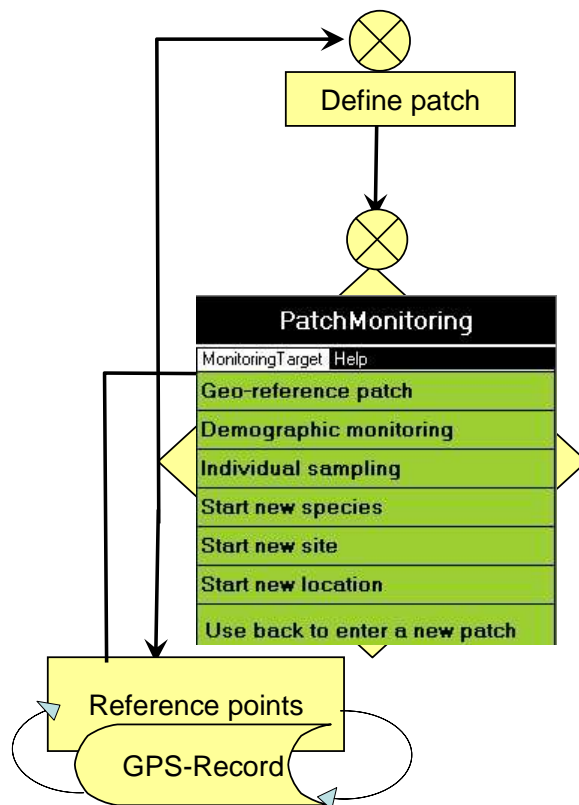 Define patch
PatchMonitoring
MonitoringTarget Help
Geo-reference patch
Demographic monitoring
Individual sampling
Start new species
Start new site
Start new location
Use back to enter a new patch
Reference points
GPS-Record